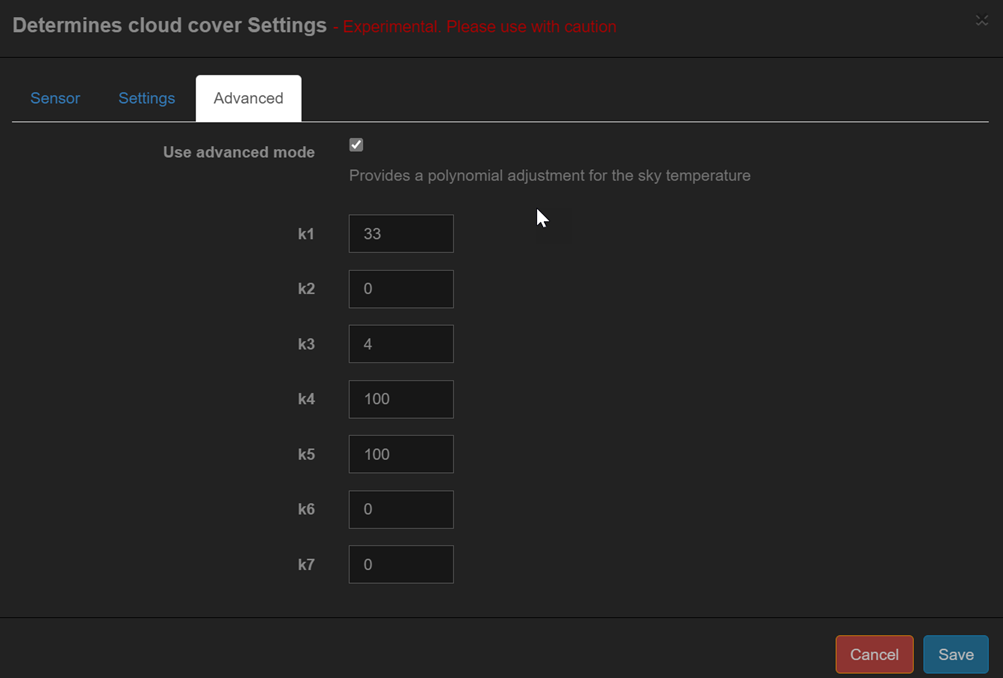 Determines cloud cover Settings - Experimental. Please use with caution
Sensor Settings Advanced
Use advanced mode
Provides a polynomial adjustment for the sky temperature
k1 33
k2 0
k3 4
k4 100
k5 100
k6 0
k7 0
Cancel Save